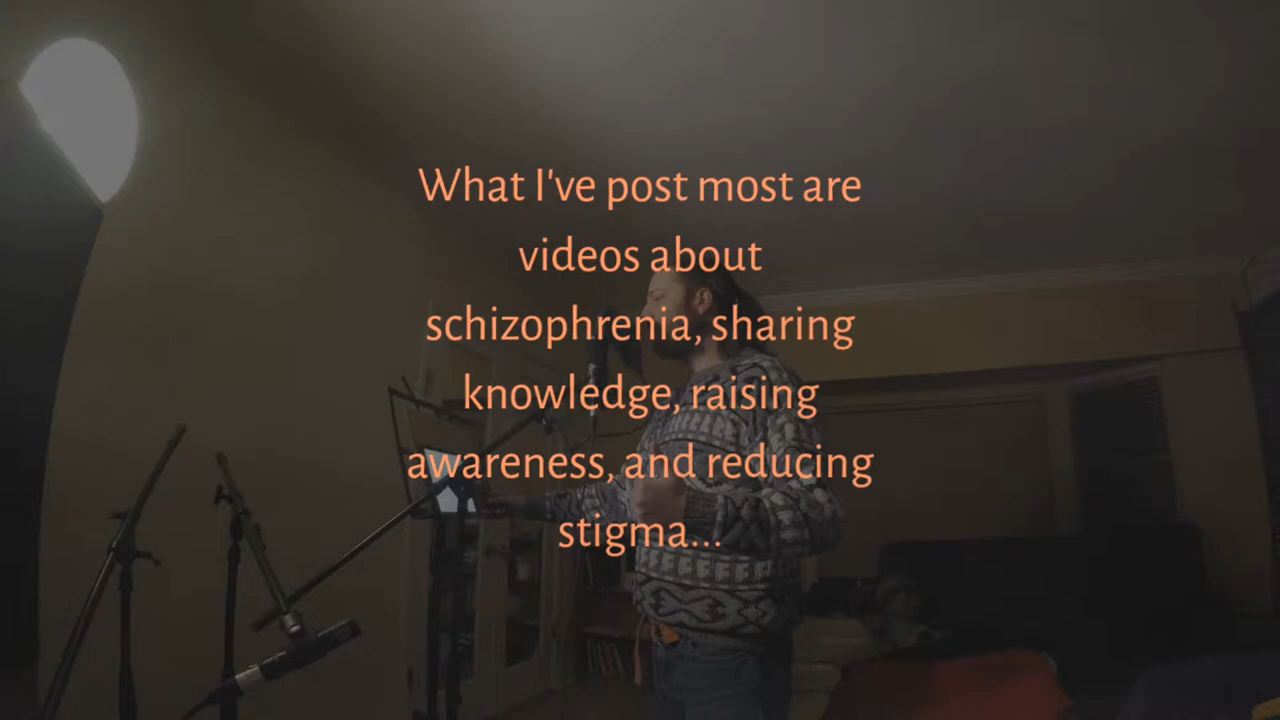 What I've post most are
videos about
schizophrenia, sharing
knowledge, raising
awareness, and reducing
stigma...